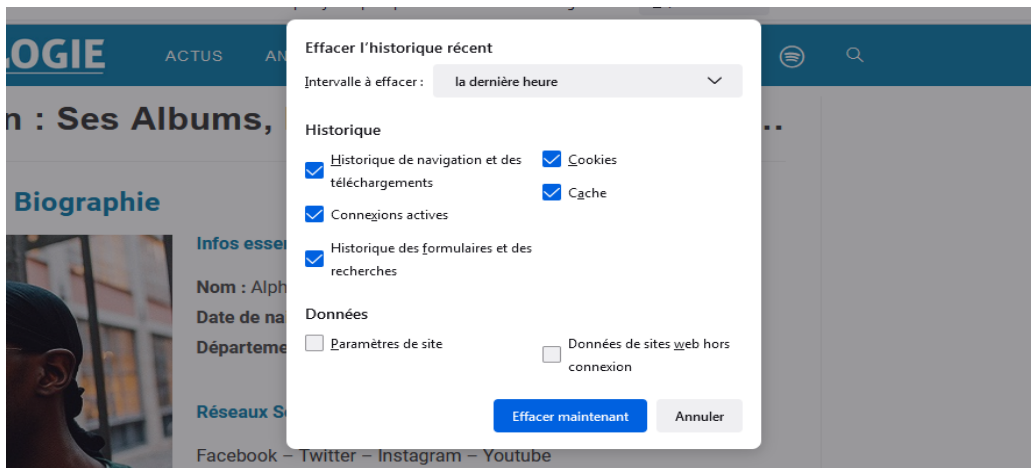 OGIE
ACTUS
AN
n : Ses Albums,
..
Biographie
Infos esse
Nom : Alph
Date de na
Départeme
Réseaux S
Facebook – Twitter – Instagram – Youtube
Effacer l’historique récent
Intervalle à effacer : la dernière heure
Historique
Historique de navigation et des
téléchargements
Cookies
Cache
Connexions actives
Historique des formulaires et des
recherches
Données
Paramètres de site
Données de sites web hors
connexion
Effacer maintenant
Annuler